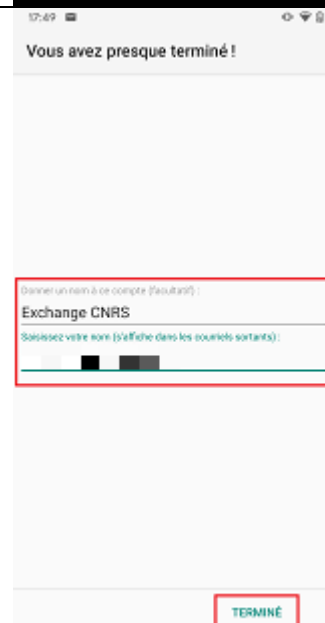 17:49
Vous avez presque terminé !
Donner un nom à ce compte (facultatif) :
Exchange CNRS
Saisissez votre nom (s'affiche dans les courriels sortants) :
TERMINÉ